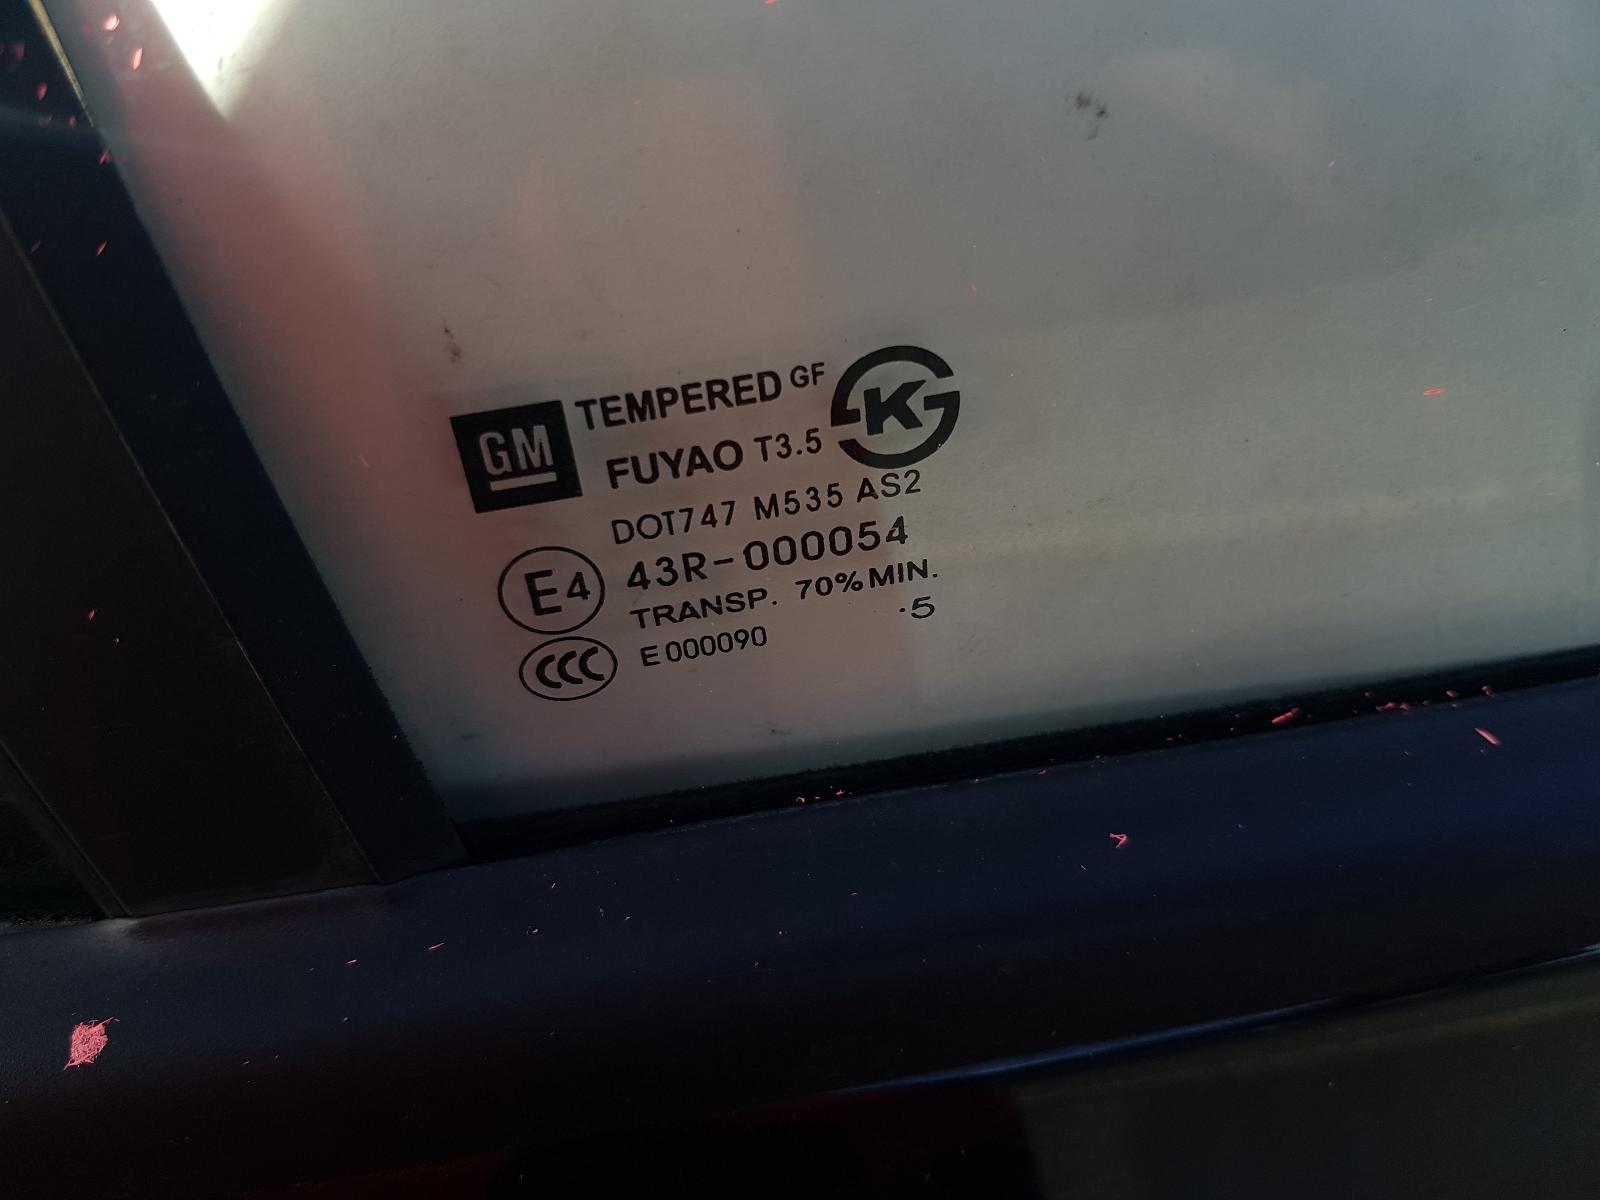 GM TEMPERED GF K
FUYAO T3.5
DOT747 M535 AS2
E4 43R-000054
TRANSP. 70% MIN.
.5
CCC E000090